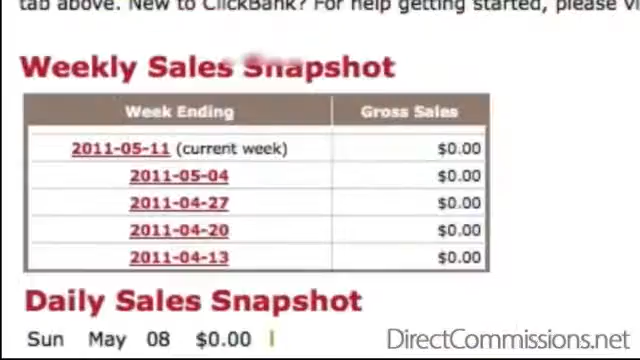 tab above. New to ClickBank? For help getting started, please vi
Weekly Sales Snapshot
Week Ending Gross Sales
2011-05-11 (current week) $0.00
2011-05-04 $0.00
2011-04-27 $0.00
2011-04-20 $0.00
2011-04-13 $0.00
Daily Sales Snapshot
Sun May 08 $0.00
DirectCommissions.net